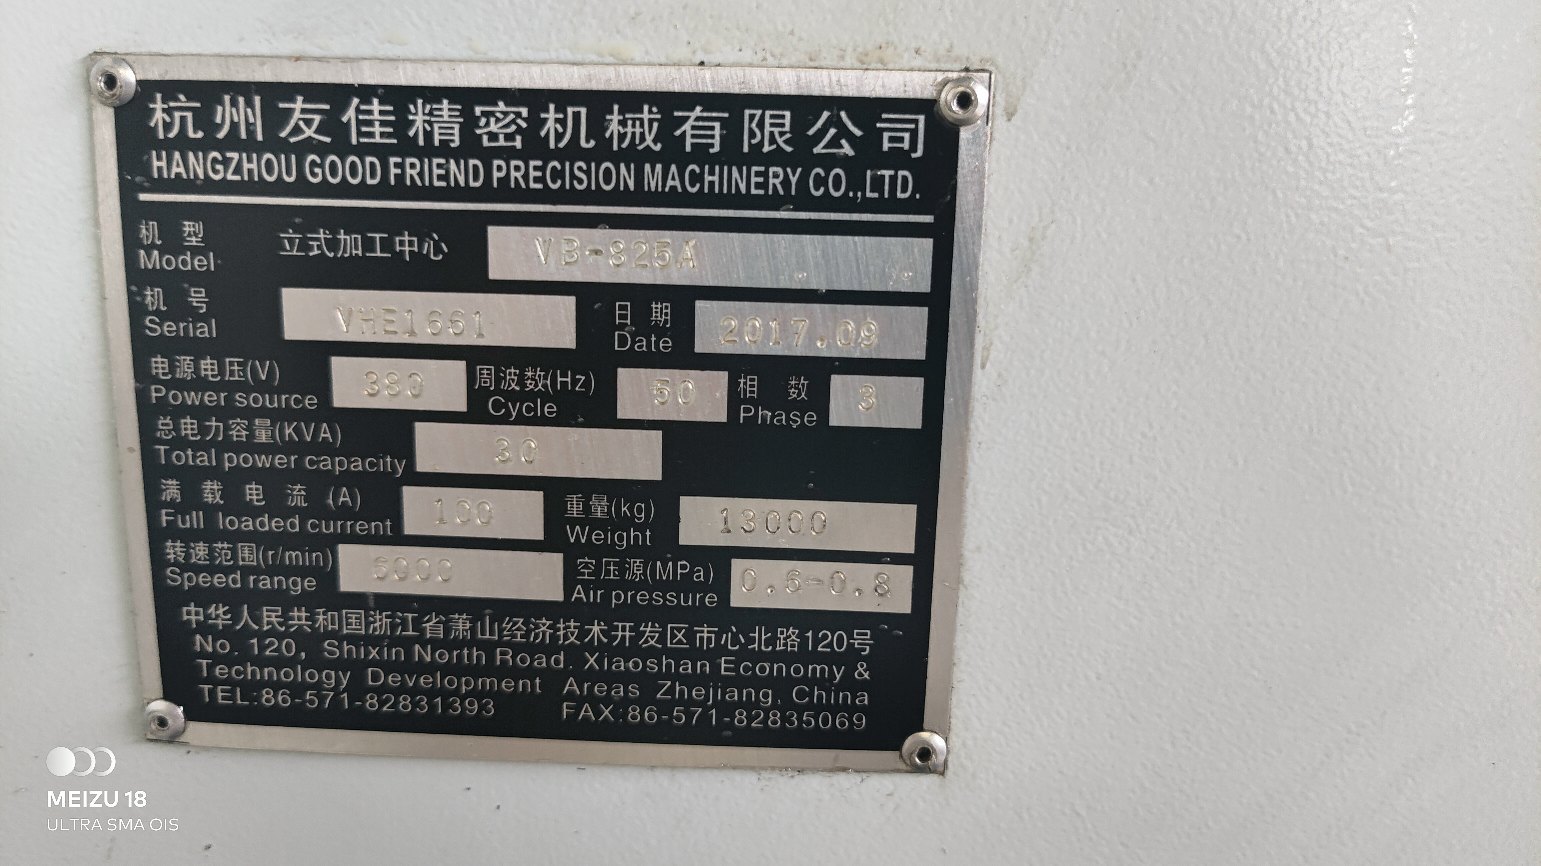 杭州友佳精密机械有限公司
HANGZHOU GOOD FRIEND PRECISION MACHINERY CO.,LTD.
机 型 立式加工中心 VB-825A
Model
机 号 VHE1661 日 期 2017.09
Serial Date
电源电压(V) 380 周波数(Hz) 50 相 数 3
Power source Cycle Phase
总电力容量(KVA) 30
Total power capacity
满 载 电 流 (A) 100 重量(kg) 13000
Full loaded current Weight
转速范围(r/min) 6000 空压源(MPa) 0.6-0.8
Speed range Air pressure
中华人民共和国浙江省萧山经济技术开发区市心北路120号
No. 120, Shixin North Road. Xiaoshan Economy &
Technology Development Areas Zhejiang, China
TEL:86-571-82831393 FAX:86-571-82835069
MEIZU 18
ULTRA SMA OIS